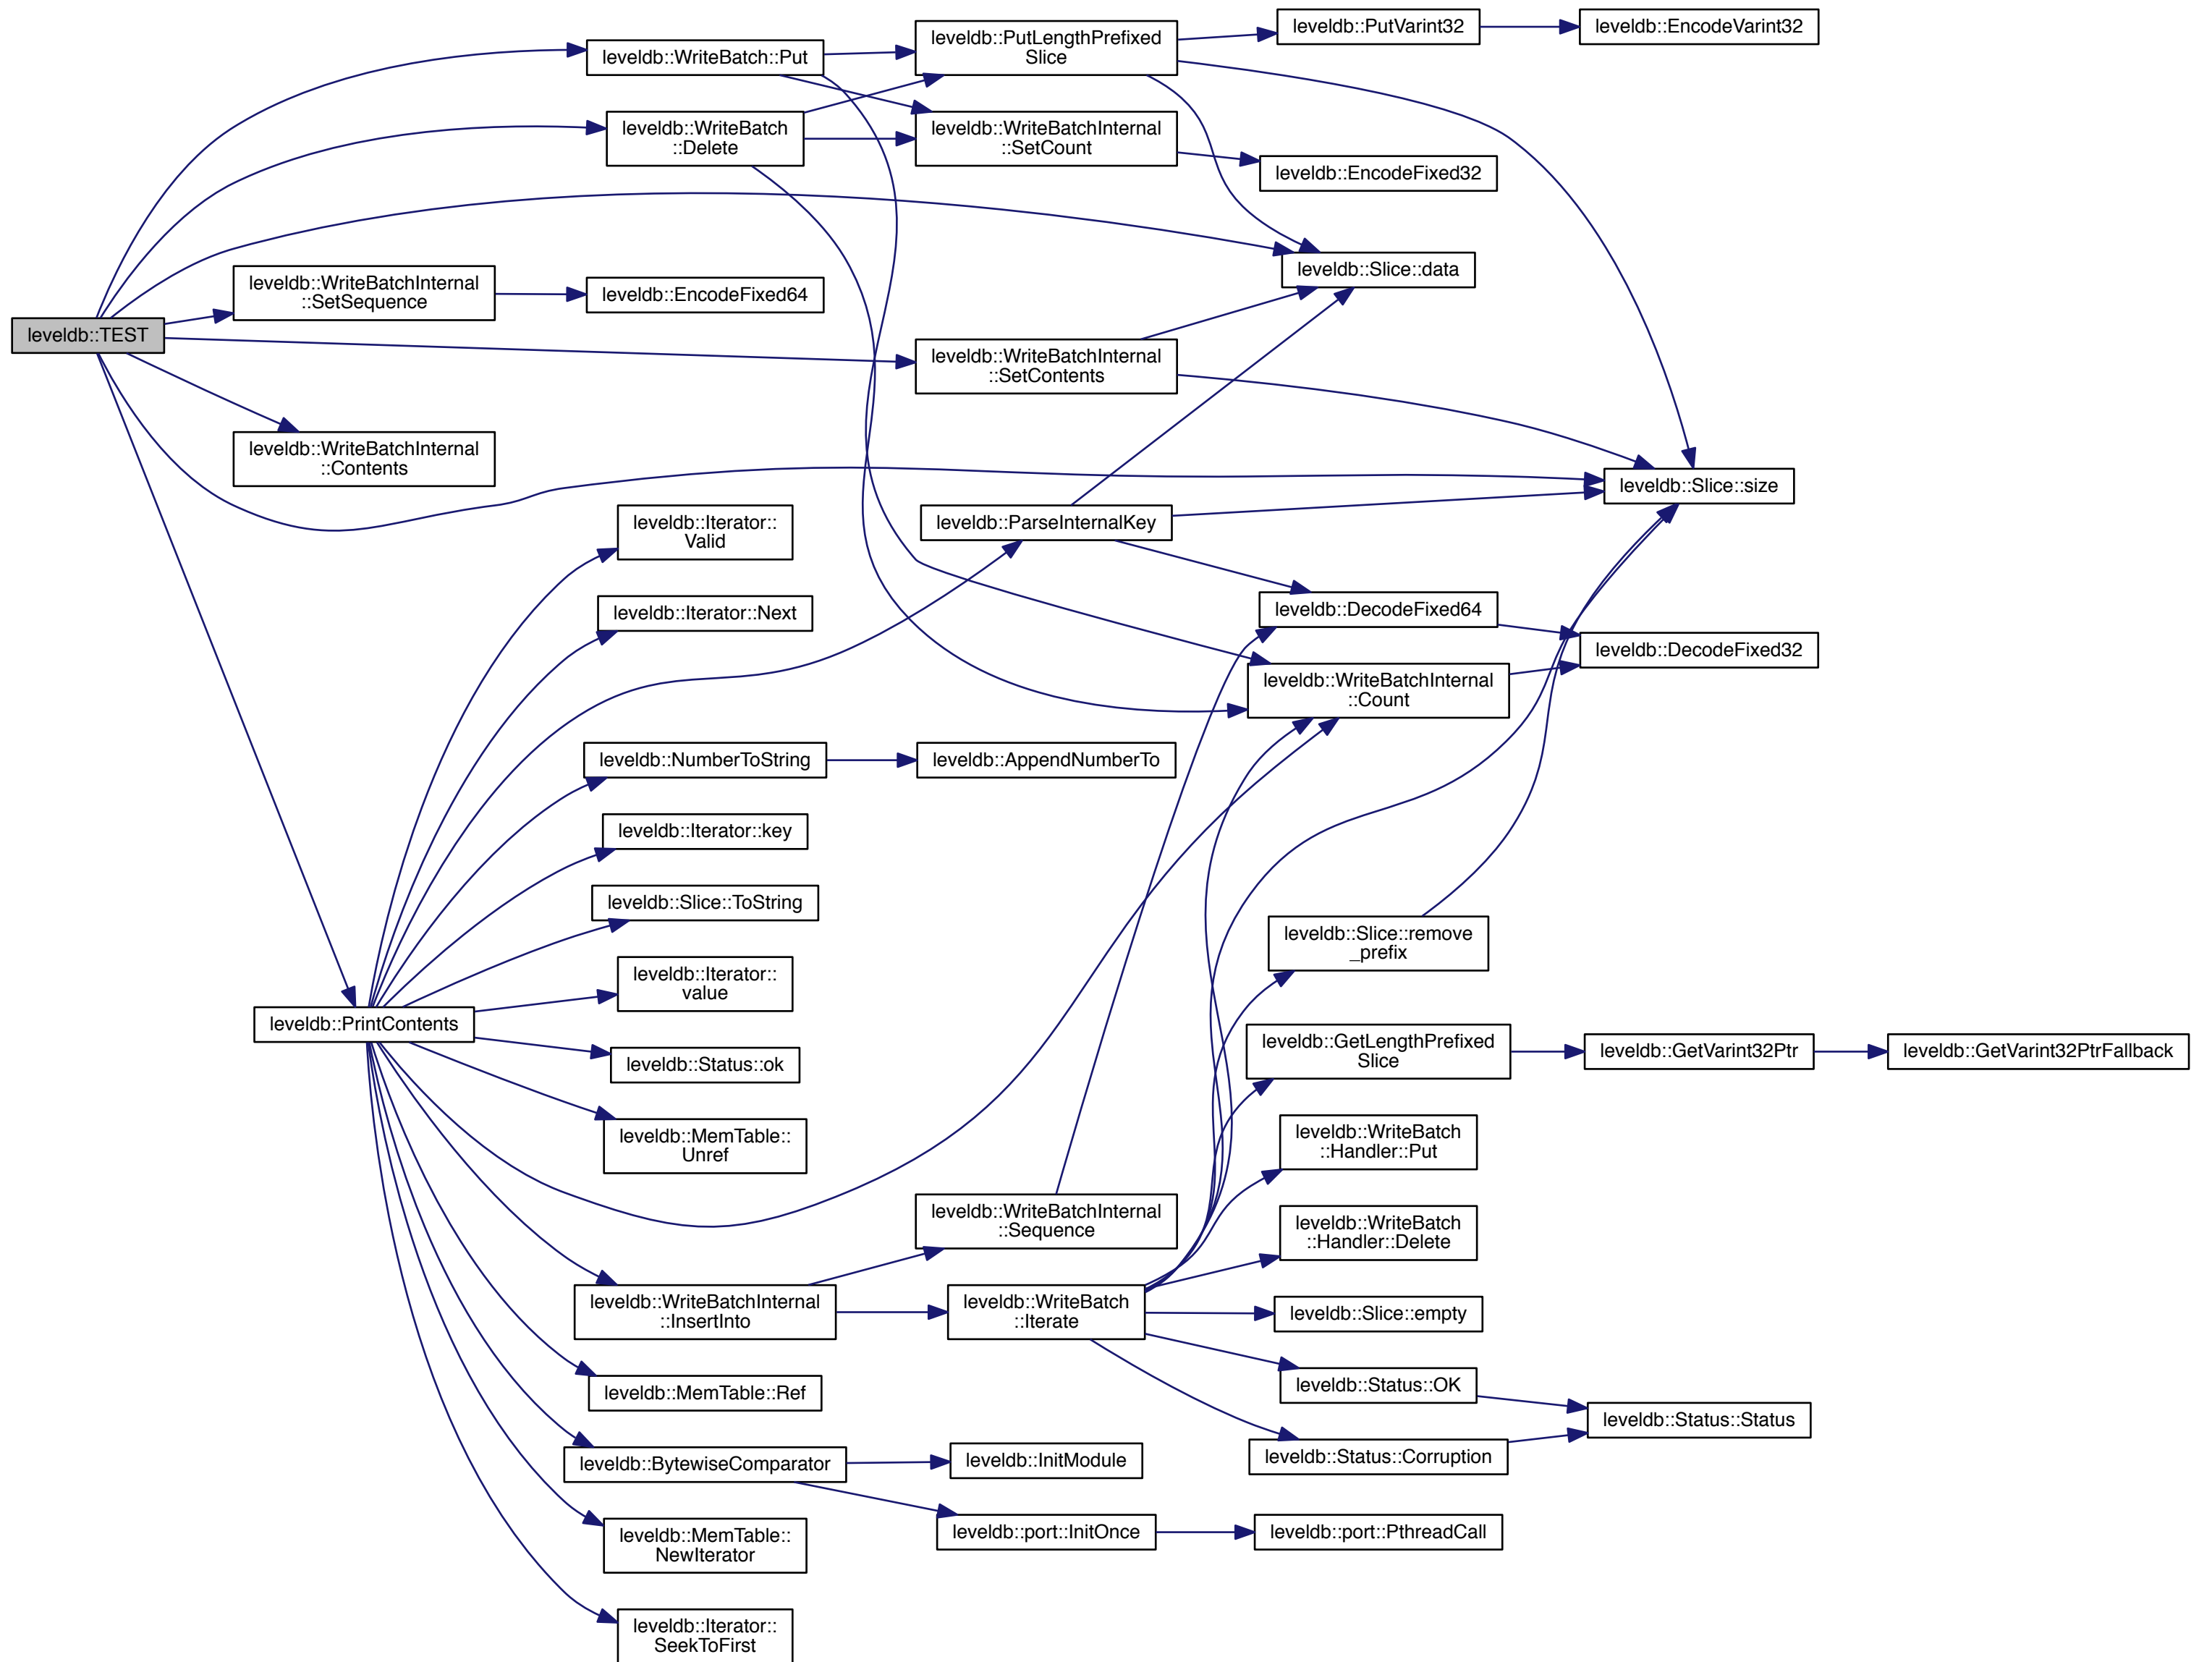 leveldb::TEST
leveldb::WriteBatch::Put
leveldb::WriteBatch
::Delete
leveldb::WriteBatchInternal
::SetSequence
leveldb::EncodeFixed64
leveldb::WriteBatchInternal
::Contents
leveldb::PutLengthPrefixed
Slice
leveldb::WriteBatchInternal
::SetCount
leveldb::PutVarint32
leveldb::EncodeVarint32
leveldb::EncodeFixed32
leveldb::Slice::data
leveldb::WriteBatchInternal
::SetContents
leveldb::Slice::size
leveldb::Iterator::
Valid
leveldb::ParseInternalKey
leveldb::Iterator::Next
leveldb::DecodeFixed64
leveldb::DecodeFixed32
leveldb::WriteBatchInternal
::Count
leveldb::NumberToString
leveldb::AppendNumberTo
leveldb::Iterator::key
leveldb::Slice::ToString
leveldb::Slice::remove
_prefix
leveldb::Iterator::
value
leveldb::PrintContents
leveldb::Status::ok
leveldb::GetLengthPrefixed
Slice
leveldb::GetVarint32Ptr
leveldb::GetVarint32PtrFallback
leveldb::MemTable::
Unref
leveldb::WriteBatch
::Handler::Put
leveldb::WriteBatchInternal
::Sequence
leveldb::WriteBatch
::Handler::Delete
leveldb::WriteBatchInternal
::InsertInto
leveldb::WriteBatch
::Iterate
leveldb::Slice::empty
leveldb::MemTable::Ref
leveldb::Status::OK
leveldb::Status::Status
leveldb::BytewiseComparator
leveldb::InitModule
leveldb::Status::Corruption
leveldb::MemTable::
NewIterator
leveldb::port::InitOnce
leveldb::port::PthreadCall
leveldb::Iterator::
SeekToFirst